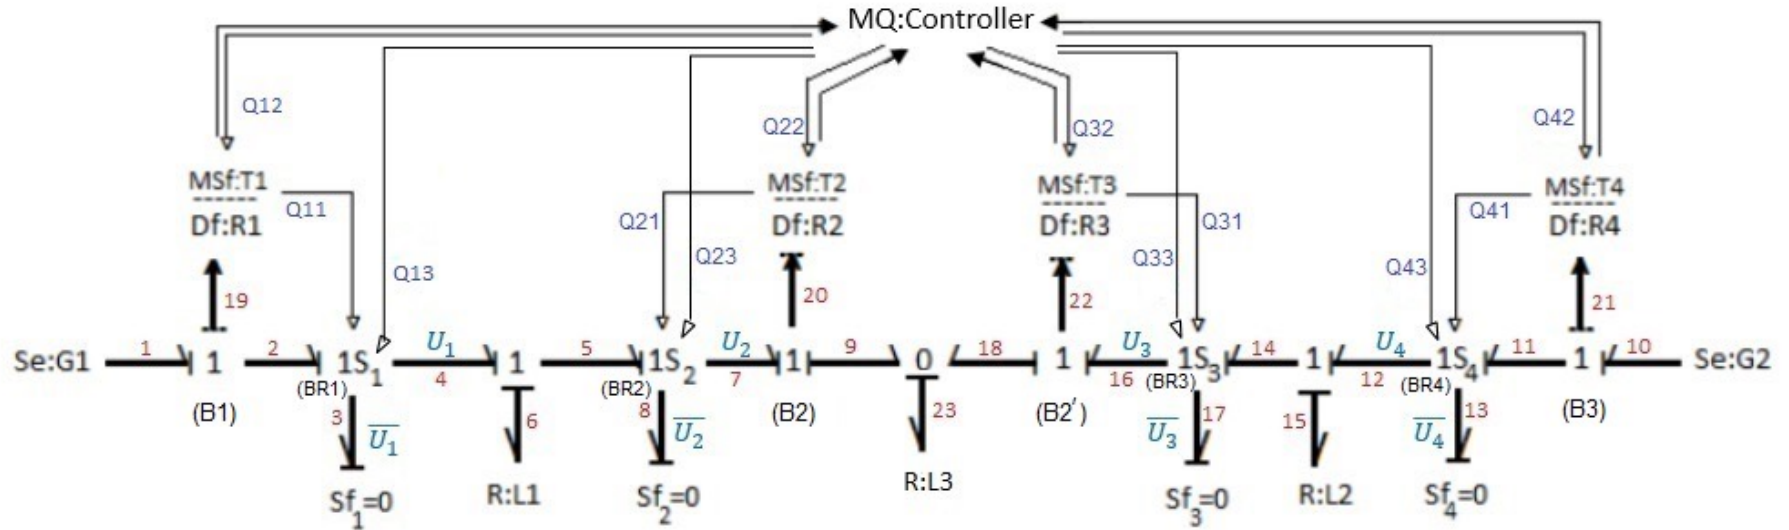 MQ:Controller
Q12 Q22 Q32 Q42
MSf:T1 MSf:T2 MSf:T3 MSf:T4
Df:R1 Df:R2 Df:R3 Df:R4
Q11 Q21 Q31 Q41
Q13 Q23 Q33 Q43
19 20 22 21
Se:G1 1 1 2 1S₁ U₁ 4 1 5 1S₂ U₂ 7 1 9 0 18 1 U₃ 16 1S₃ 14 1 U₄ 12 1S₄ 11 1 10 Se:G2
(B1) (BR1) (BR2) (B2) (B2′) (BR3) (BR4) (B3)
3 U̅₁ 6 8 U̅₂ 23 U̅₃ 17 15 U̅₄ 13
Sf₁=0 R:L1 Sf₂=0 R:L3 Sf₃=0 R:L2 Sf₄=0